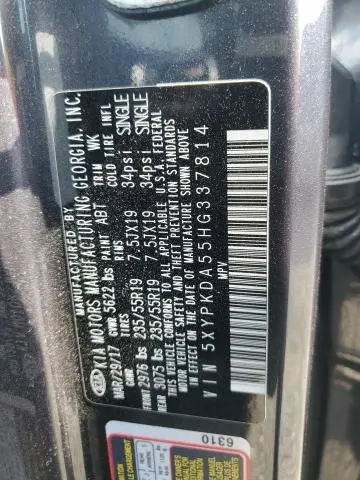 MANUFACTURED BY
KIA MOTORS MANUFACTURING GEORGIA, INC.
MAR/29/17 GVWR 5622 lbs PAINT ABT TRIM WK
GAWR RIMS COLD TIRE INFL
FRONT 2976 lbs 235/55R19 7.5JX19 34psi SINGLE
REAR 3075 lbs 235/55R19 7.5JX19 34psi SINGLE
THIS VEHICLE CONFORMS TO ALL APPLICABLE U.S.A. FEDERAL
MOTOR VEHICLE SAFETY AND THEFT PREVENTION STANDARDS
IN EFFECT ON THE DATE OF MANUFACTURE SHOWN ABOVE
VIN 5XYPKDA55HG337814
MPV
6310